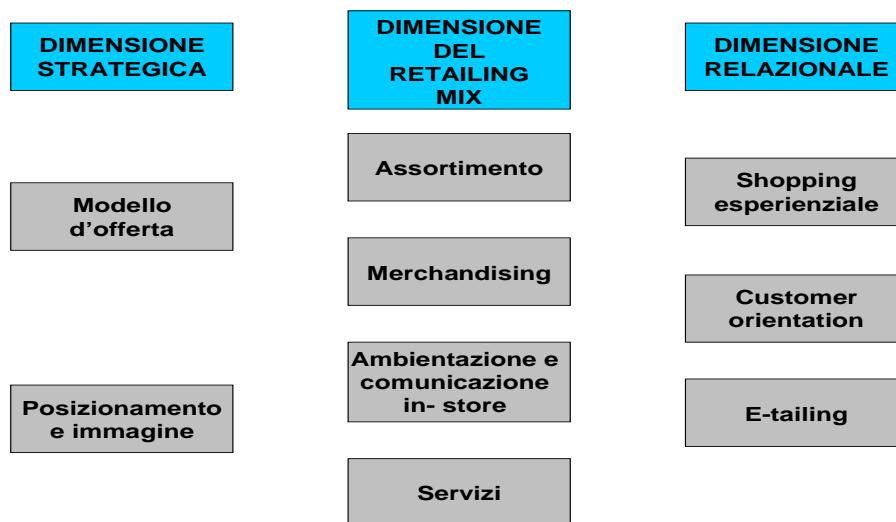 DIMENSIONE
STRATEGICA
Modello
d’offerta
Posizionamento
e immagine
DIMENSIONE
DEL
RETAILING
MIX
Assortimento
Merchandising
Ambientazione e
comunicazione
in- store
Servizi
DIMENSIONE
RELAZIONALE
Shopping
esperienziale
Customer
orientation
E-tailing